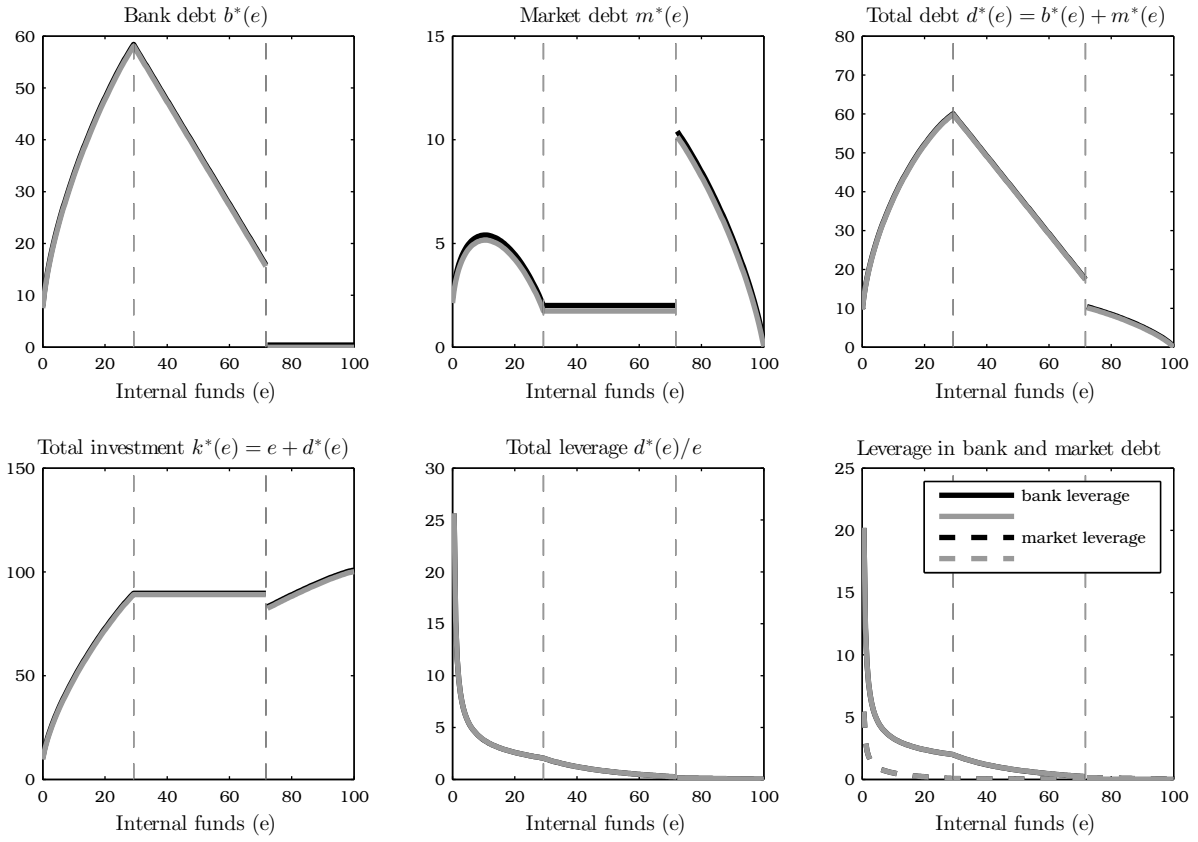 Bank debt b*(e)
60
50
40
30
20
10
0
0 20 40 60 80 100
Internal funds (e)
Market debt m*(e)
15
10
5
0
0 20 40 60 80 100
Internal funds (e)
Total debt d*(e) = b*(e) + m*(e)
80
70
60
50
40
30
20
10
0
0 20 40 60 80 100
Internal funds (e)
Total investment k*(e) = e + d*(e)
150
100
50
0
0 20 40 60 80 100
Internal funds (e)
Total leverage d*(e)/e
30
25
20
15
10
5
0
0 20 40 60 80 100
Internal funds (e)
Leverage in bank and market debt
25
20
15
10
5
0
bank leverage
market leverage
0 20 40 60 80 100
Internal funds (e)